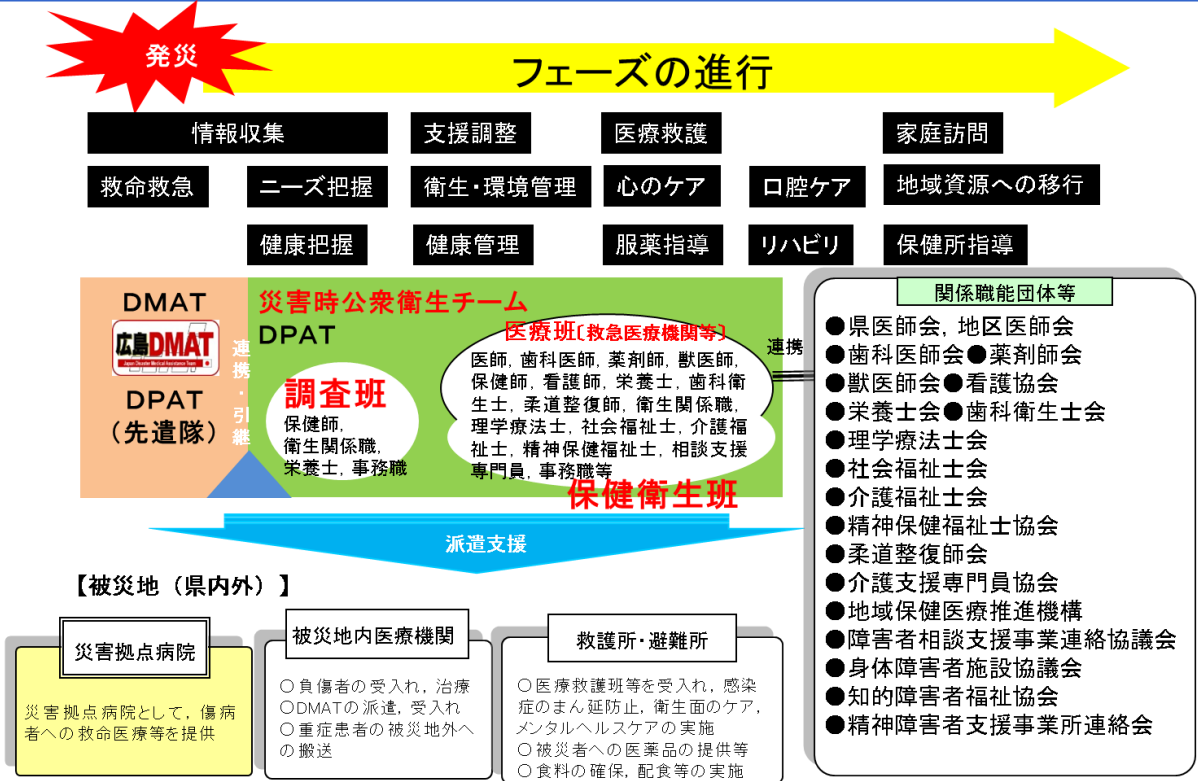 発災
フェーズの進行
情報収集
支援調整
医療救護
家庭訪問
救命救急
ニーズ把握
衛生・環境管理
心のケア
口腔ケア
地域資源への移行
健康把握
健康管理
服薬指導
リハビリ
保健所指導
DMAT
広島DMAT
DPAT
(先遣隊)
連携・引継
災害時公衆衛生チーム
DPAT
調査班
保健師,
衛生関係職,
栄養士, 事務職
医療班〔救急医療機関等〕
医師, 歯科医師, 薬剤師, 獣医師,
保健師, 看護師, 栄養士, 歯科衛
生士, 柔道整復師, 衛生関係職,
理学療法士, 社会福祉士, 介護福
祉士, 精神保健福祉士, 相談支援
専門員, 事務職等
保健衛生班
連携
関係職能団体等
●県医師会, 地区医師会
●歯科医師会●薬剤師会
●獣医師会●看護協会
●栄養士会●歯科衛生士会
●理学療法士会
●社会福祉士会
●介護福祉士会
●精神保健福祉士協会
●柔道整復師会
●介護支援専門員協会
●地域保健医療推進機構
●障害者相談支援事業連絡協議会
●身体障害者施設協議会
●知的障害者福祉協会
●精神障害者支援事業所連絡会
派遣支援
【被災地（県内外）】
災害拠点病院
災害拠点病院として, 傷病
者への救命医療等を提供
被災地内医療機関
○負傷者の受入れ, 治療
○DMATの派遣, 受入れ
○重症患者の被災地外へ
の搬送
救護所・避難所
○医療救護班等を受入れ, 感染
症のまん延防止, 衛生面のケア,
メンタルヘルスケアの実施
○被災者への医薬品の提供等
○食料の確保, 配食等の実施